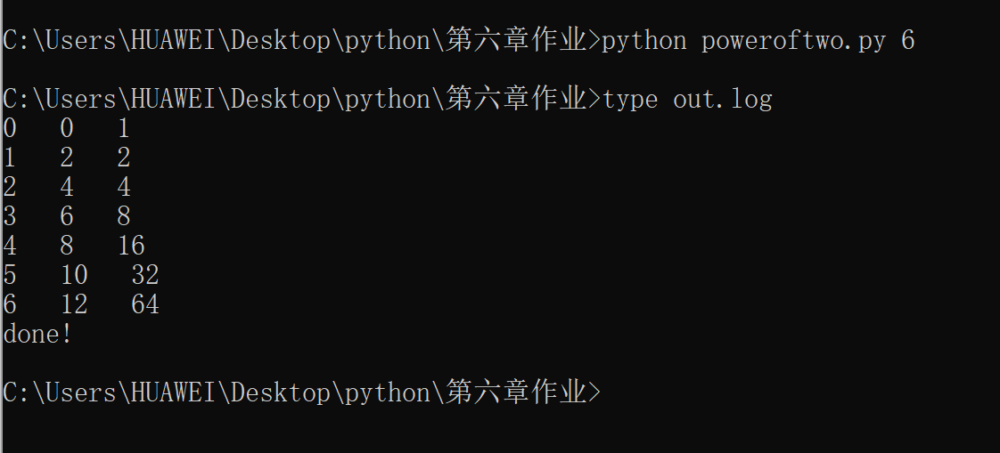 C:\Users\HUAWEI\Desktop\python\第六章作业>python poweroftwo.py 6
C:\Users\HUAWEI\Desktop\python\第六章作业>type out.log
0   0   1
1   2   2
2   4   4
3   6   8
4   8   16
5   10   32
6   12   64
done!
C:\Users\HUAWEI\Desktop\python\第六章作业>